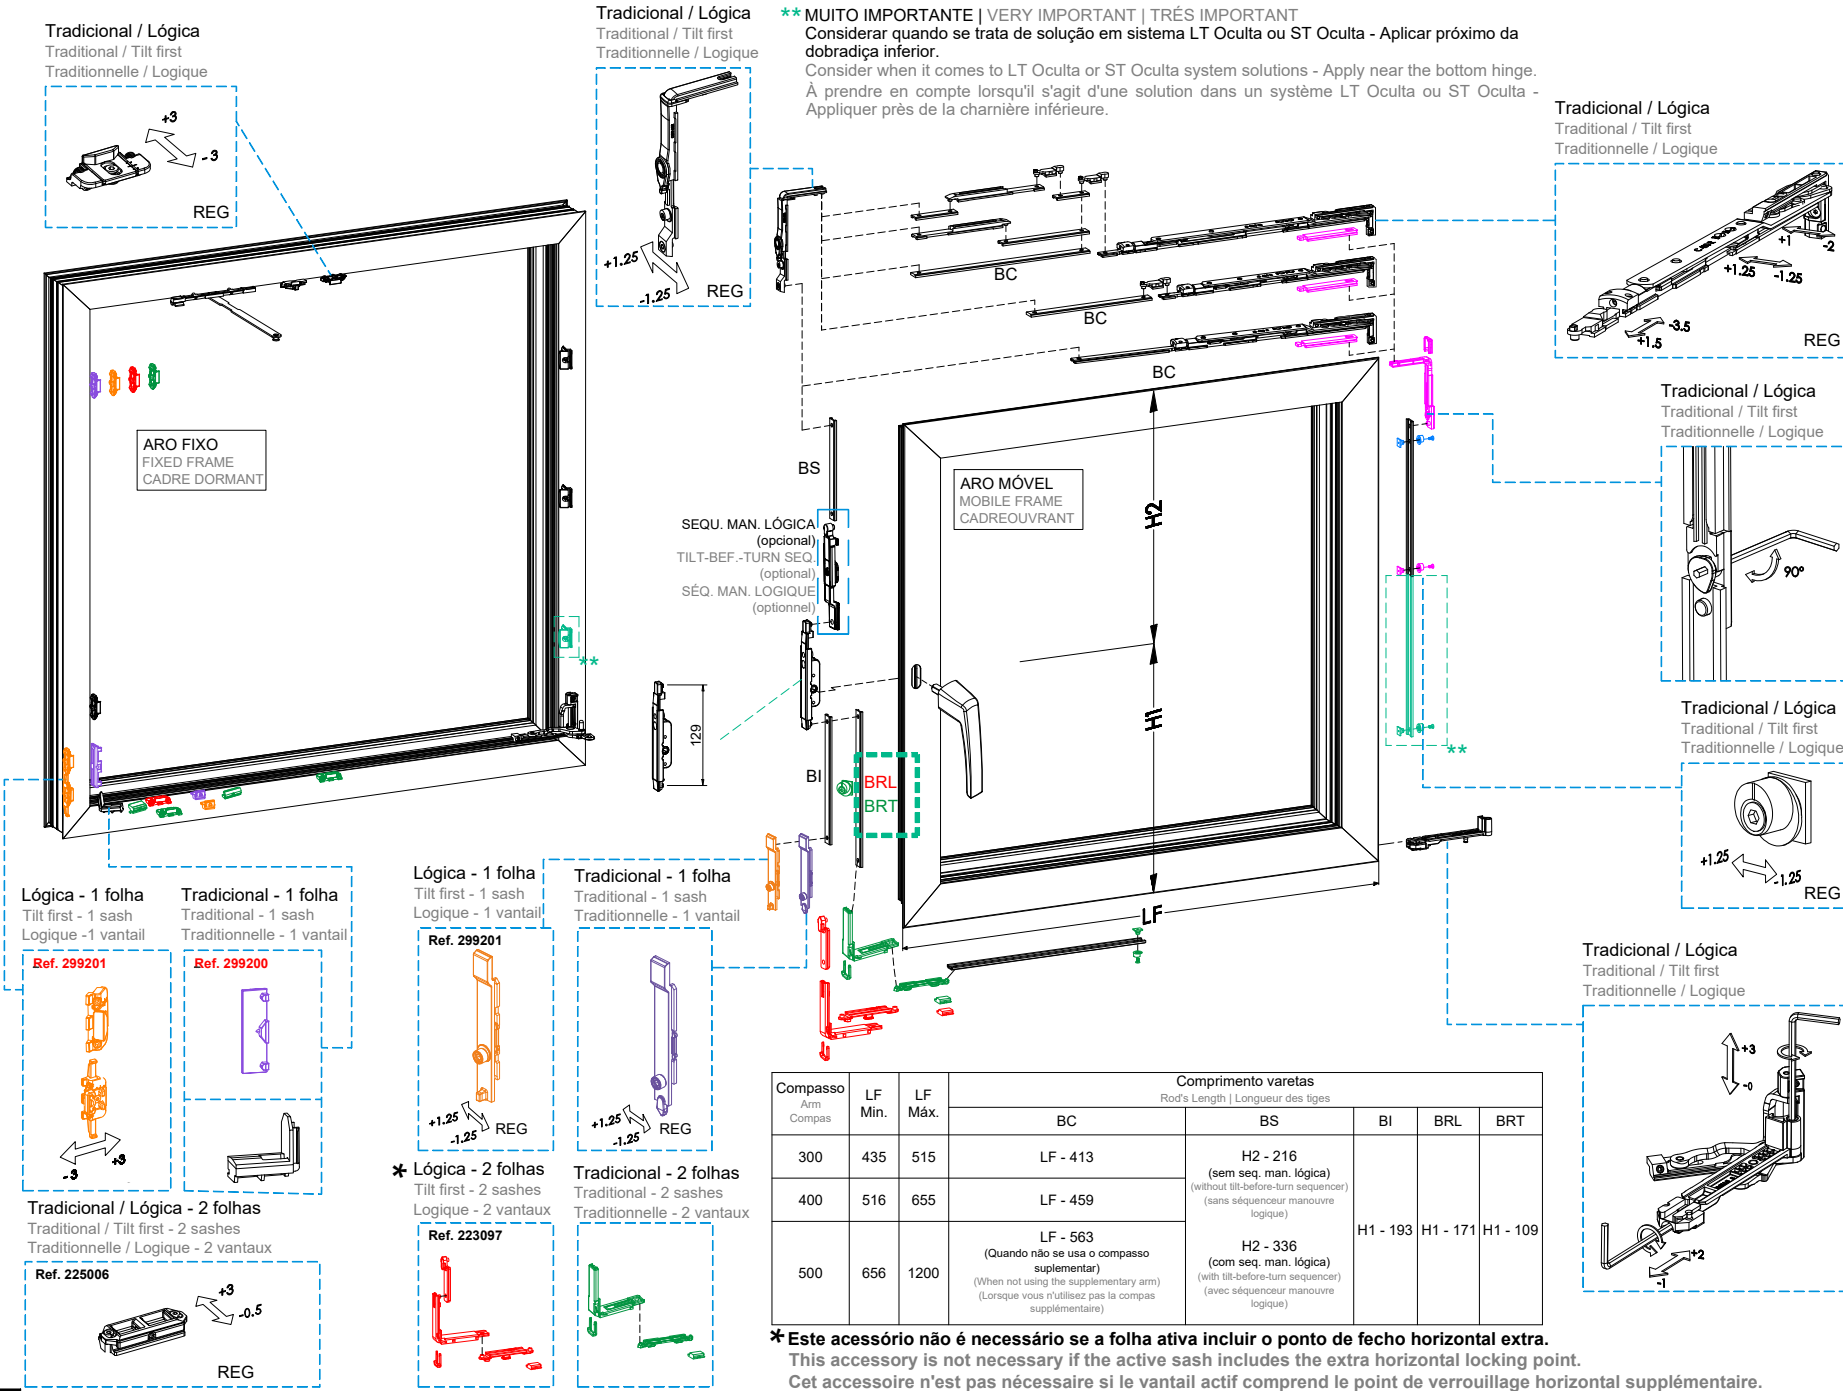 Tradicional / Lógica
Traditional / Tilt first
Traditionnelle / Logique
+3
-3
REG
Tradicional / Lógica
Traditional / Tilt first
Traditionnelle / Logique
+1.25
-1.25
REG
** MUITO IMPORTANTE | VERY IMPORTANT | TRÉS IMPORTANT
Considerar quando se trata de solução em sistema LT Oculta ou ST Oculta - Aplicar próximo da
dobradiça inferior.
Consider when it comes to LT Oculta or ST Oculta system solutions - Apply near the bottom hinge.
À prendre en compte lorsqu'il s'agit d'une solution dans un système LT Oculta ou ST Oculta -
Appliquer près de la charnière inférieure.
Tradicional / Lógica
Traditional / Tilt first
Traditionnelle / Logique
+1
-2
+1.25
-1.25
-3.5
+1.5
REG
BC
BC
BC
Tradicional / Lógica
Traditional / Tilt first
Traditionnelle / Logique
90°
ARO FIXO
FIXED FRAME
CADRE DORMANT
**
BS
SEQU. MAN. LÓGICA
(opcional)
TILT-BEF.-TURN SEQ.
(optional)
SÉQ. MAN. LOGIQUE
(optionnel)
129
BI
BRL
BRT
ARO MÓVEL
MOBILE FRAME
CADREOUVRANT
H2
H1
LF
**
Tradicional / Lógica
Traditional / Tilt first
Traditionnelle / Logique
+1.25
-1.25
REG
Lógica - 1 folha
Tilt first - 1 sash
Logique -1 vantail
Ref. 299201
-3
+3
Tradicional - 1 folha
Traditional - 1 sash
Traditionnelle - 1 vantail
Ref. 299200
Lógica - 1 folha
Tilt first - 1 sash
Logique - 1 vantail
Ref. 299201
+1.25
-1.25
REG
Tradicional - 1 folha
Traditional - 1 sash
Traditionnelle - 1 vantail
+1.25
-1.25
REG
Tradicional / Lógica
Traditional / Tilt first
Traditionnelle / Logique
+3
-0
+2
-1
Tradicional / Lógica - 2 folhas
Traditional / Tilt first - 2 sashes
Traditionnelle / Logique - 2 vantaux
Ref. 225006
+3
-0.5
REG
* Lógica - 2 folhas
Tilt first - 2 sashes
Logique - 2 vantaux
Ref. 223097
Tradicional - 2 folhas
Traditional - 2 sashes
Traditionnelle - 2 vantaux
Compasso
Arm
Compas
LF
Min.
LF
Máx.
Comprimento varetas
Rod's Length | Longueur des tiges
BC BS BI BRL BRT
300 435 515 LF - 413
400 516 655 LF - 459
500 656 1200 LF - 563
(Quando não se usa o compasso
suplementar)
(When not using the supplementary arm)
(Lorsque vous n'utilizez pas la compas
supplémentaire)
H2 - 216
(sem seq. man. lógica)
(without tilt-before-turn sequencer)
(sans séquenceur manouvre
logique)
H2 - 336
(com seq. man. lógica)
(with tilt-before-turn sequencer)
(avec séquenceur manouvre
logique)
H1 - 193 H1 - 171 H1 - 109
* Este acessório não é necessário se a folha ativa incluir o ponto de fecho horizontal extra.
This accessory is not necessary if the active sash includes the extra horizontal locking point.
Cet accessoire n'est pas nécessaire si le vantail actif comprend le point de verrouillage horizontal supplémentaire.